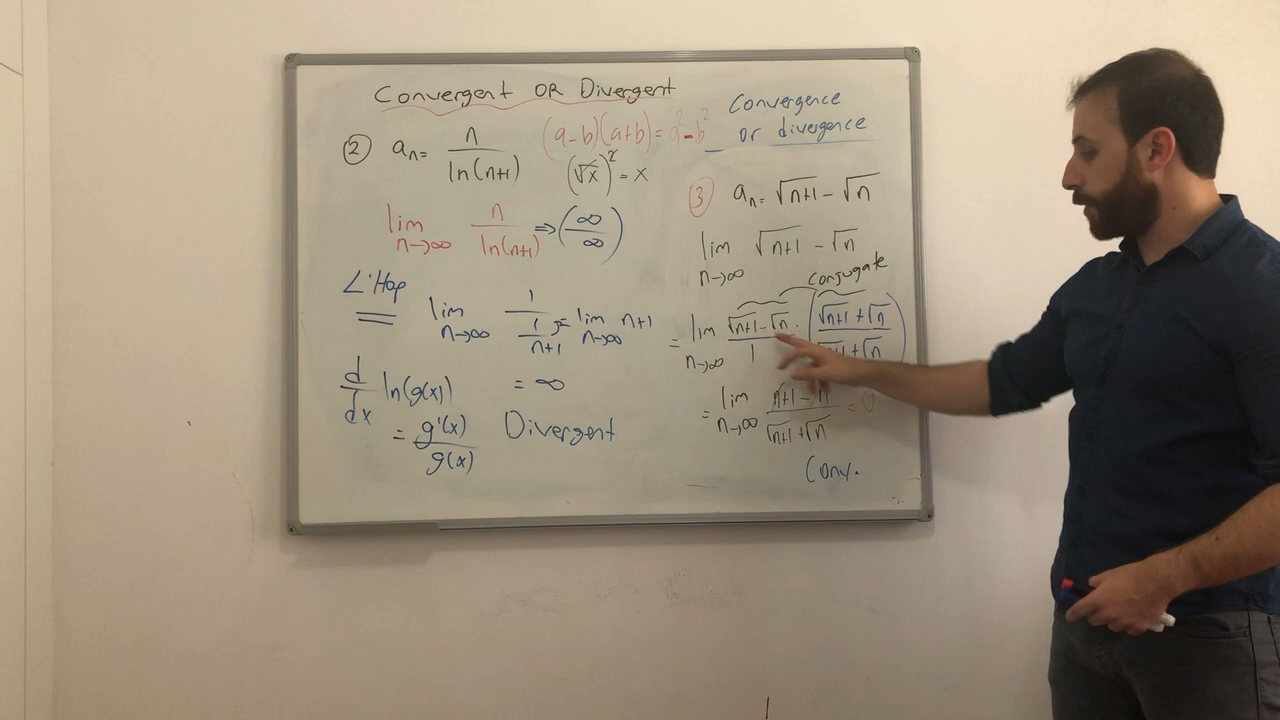 Convergent OR Divergent
② aₙ= n / ln(n+1)
(a-b)(a+b)= a²-b²
(√x)² = x
lim n→∞ n / ln(n+1) ⇒ (∞ / ∞)
L'Hop
lim n→∞ 1 / (1 / n+1) = lim n→∞ n+1
= ∞
d/dx ln(g(x))
= g'(x) / g(x)
Divergent
Convergence
or divergence
③ aₙ= √n+1 - √n
lim n→∞ √n+1 - √n
conjugate
= lim n→∞ √n+1 - √n / 1 · (√n+1 + √n / √n+1 + √n)
= lim n→∞ n+1 - n / √n+1 + √n = 0
Conv.